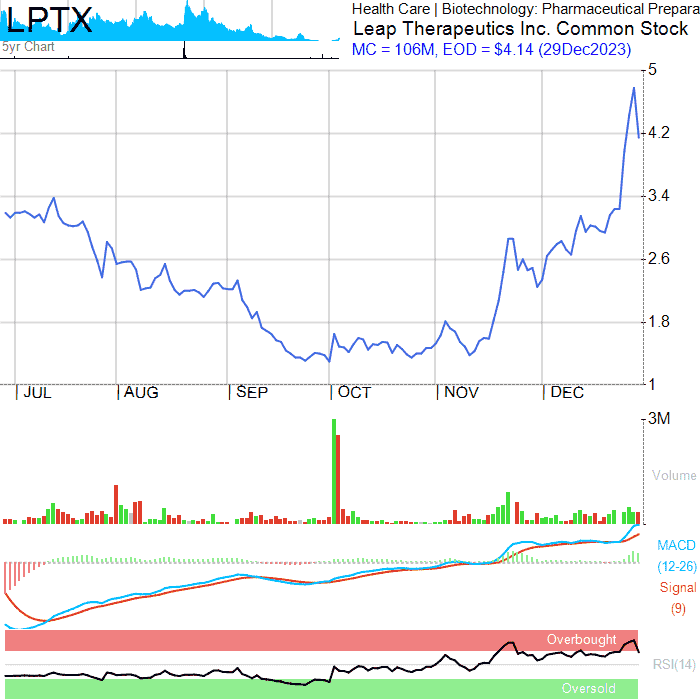 LPTX
5yr Chart
Health Care | Biotechnology: Pharmaceutical Prepara
Leap Therapeutics Inc. Common Stock
MC = 106M, EOD = $4.14 (29Dec2023)
5
4.2
3.4
2.6
1.8
1
| JUL | AUG | SEP | OCT | NOV | DEC
3M
Volume
MACD
(12-26)
Signal
(9)
Overbought
RSI(14)
Oversold